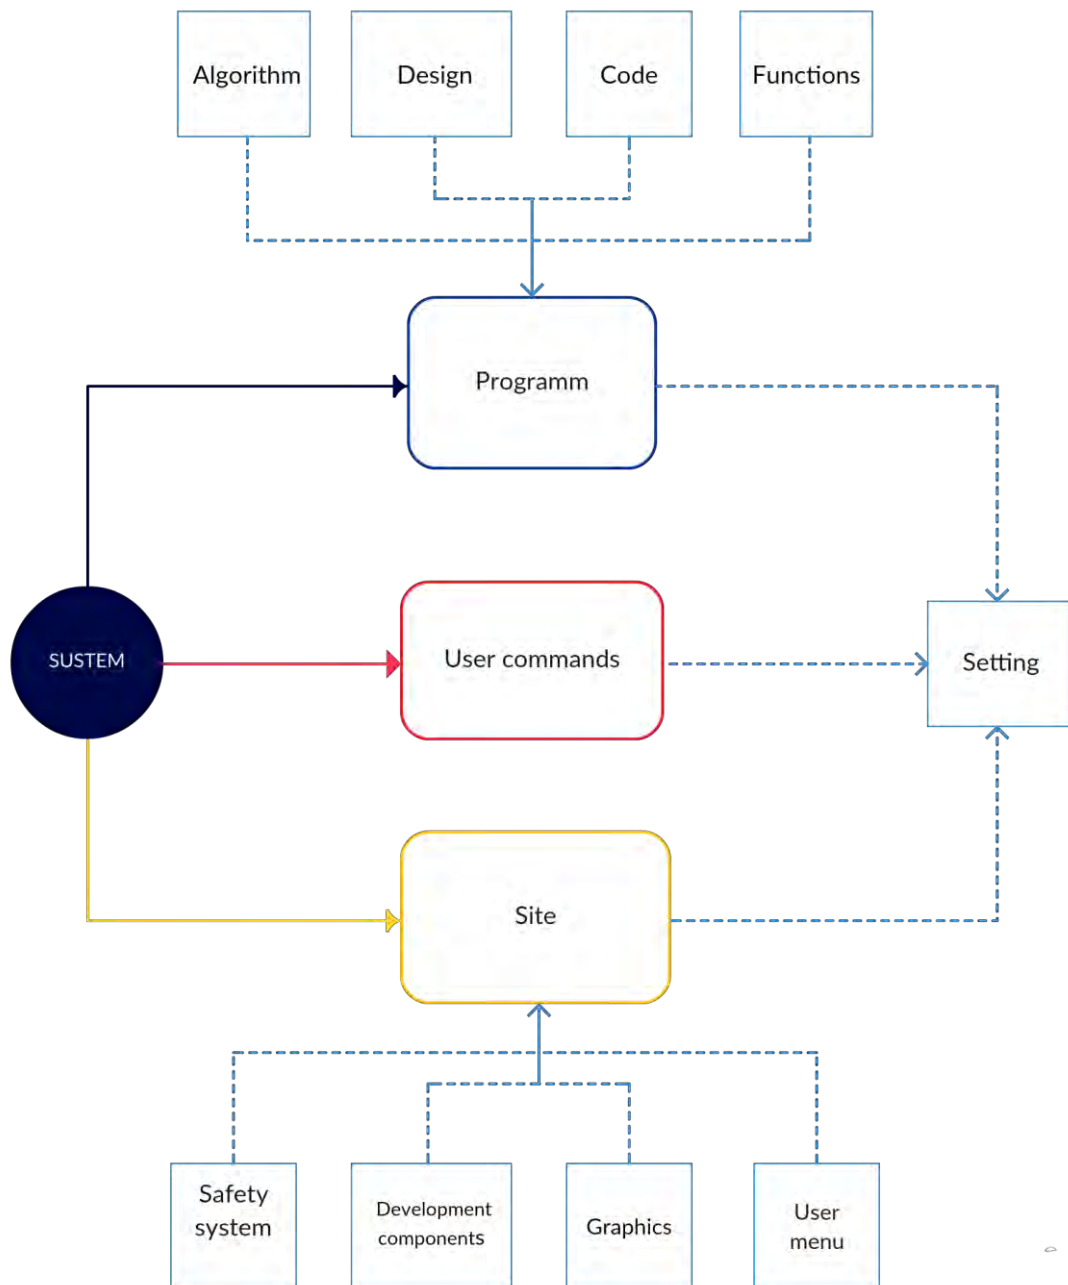 Algorithm
Design
Code
Functions
Programm
SUSTEM
User commands
Setting
Site
Safety
system
Development
components
Graphics
User
menu